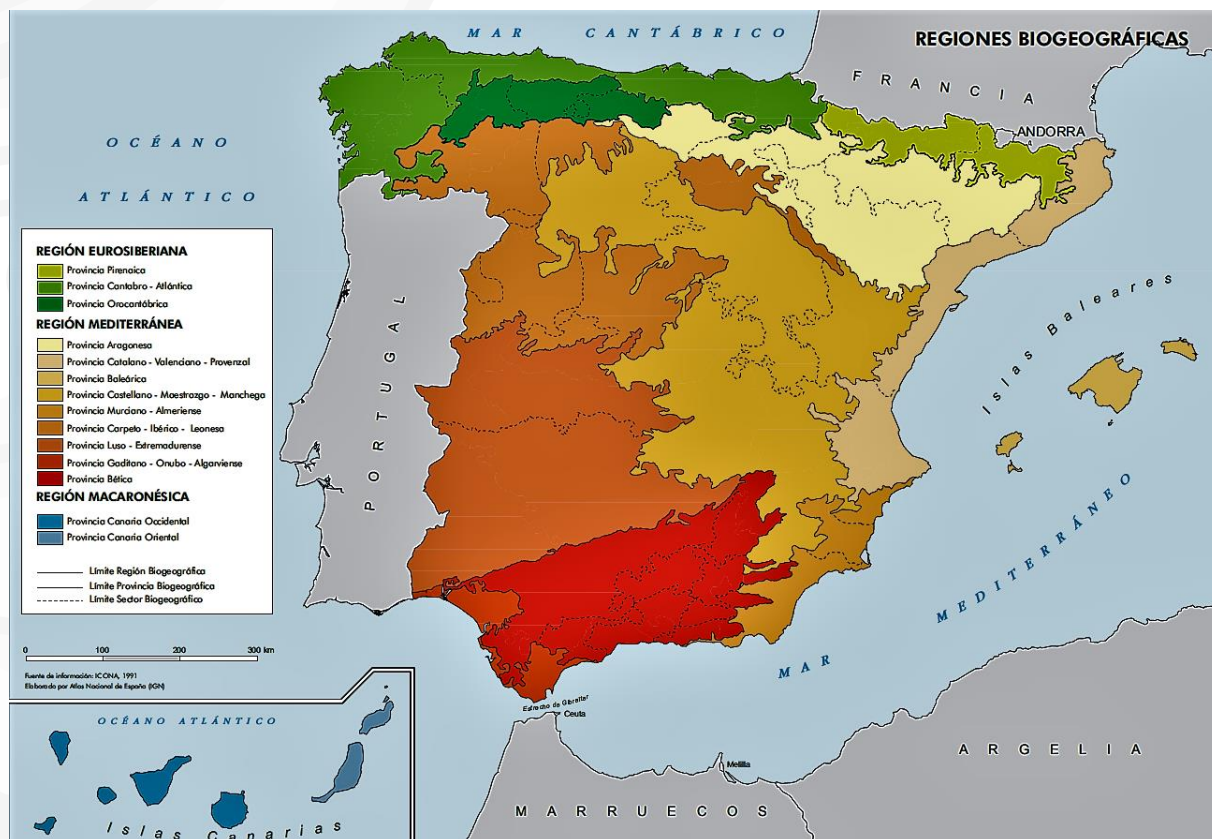 REGIONES BIOGEOGRÁFICAS
MAR CANTÁBRICO
FRANCIA
ANDORRA
OCÉANO
ATLÁNTICO
PORTUGAL
Islas Baleares
MAR MEDITERRÁNEO
REGIÓN EUROSIBERIANA
Provincia Pirenaica
Provincia Cantabro - Atlántica
Provincia Orocantábrica
REGIÓN MEDITERRÁNEA
Provincia Aragonesa
Provincia Catalano - Valenciano - Provenzal
Provincia Baleárica
Provincia Castellano - Maestrazgo - Manchega
Provincia Murciano - Almeriense
Provincia Carpeto - Ibérico - Leonesa
Provincia Luso - Extremadurense
Provincia Gaditano - Onubo - Algarviense
Provincia Bética
REGIÓN MACARONÉSICA
Provincia Canaria Occidental
Provincia Canaria Oriental
Límite Región Biogeográfica
Límite Provincia Biogeográfica
Límite Sector Biogeográfico
0 100 200 300 km
Fuente de información: ICONA, 1991
Elaborado por Atlas Nacional de España (IGN)
Estrecho de Gibraltar
Ceuta
Melilla
ARGELIA
MARRUECOS
OCÉANO ATLÁNTICO
Islas Canarias